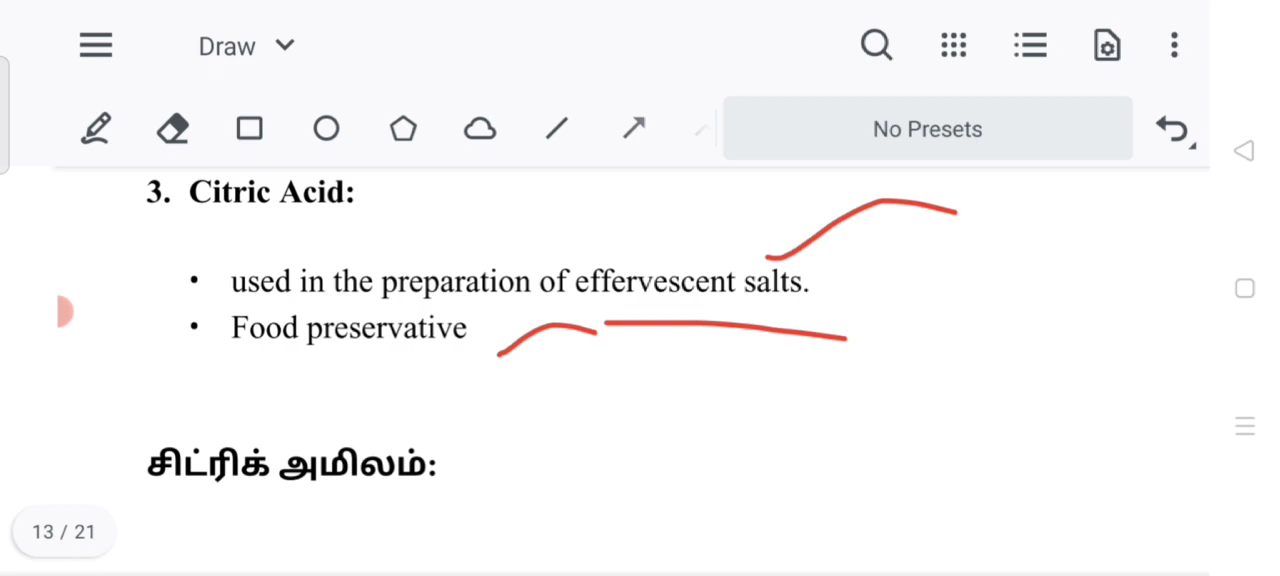 Draw
No Presets
3. Citric Acid:
• used in the preparation of effervescent salts.
• Food preservative
சிட்ரிக் அமிலம்:
13 / 21